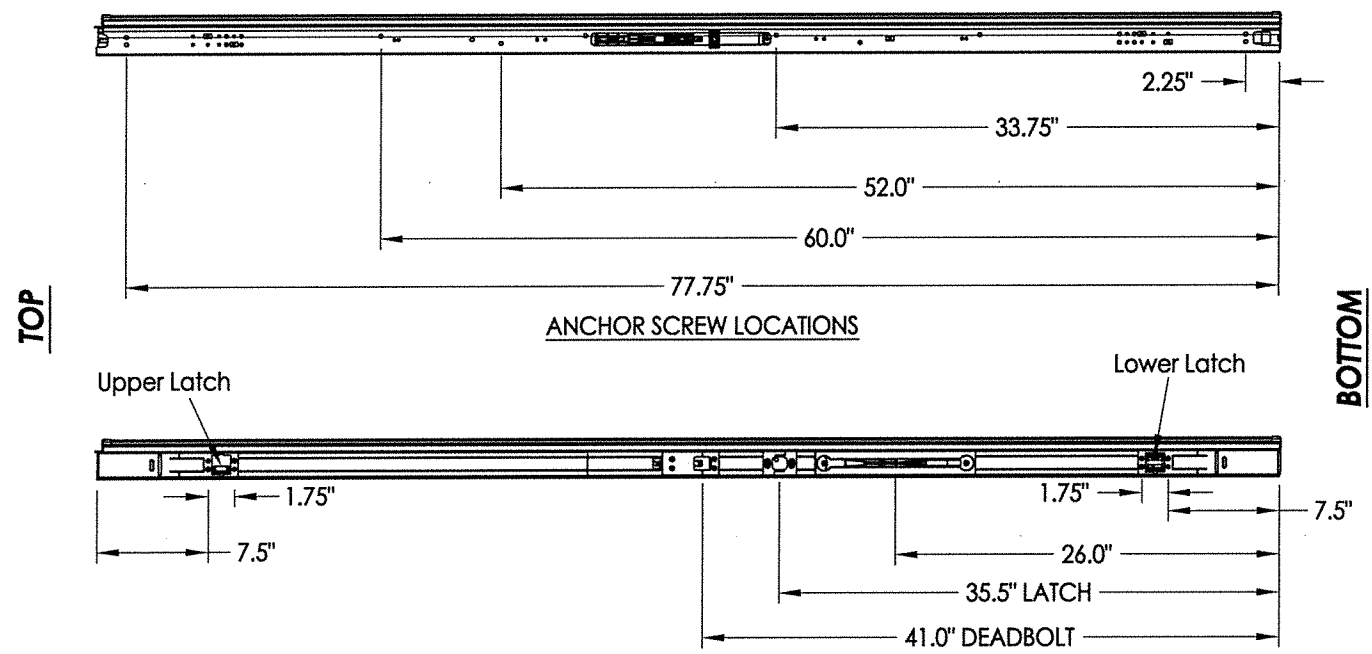 2.25"
33.75"
52.0"
60.0"
77.75"
TOP
ANCHOR SCREW LOCATIONS
BOTTOM
Upper Latch
Lower Latch
1.75"
1.75"
7.5"
7.5"
26.0"
35.5" LATCH
41.0" DEADBOLT